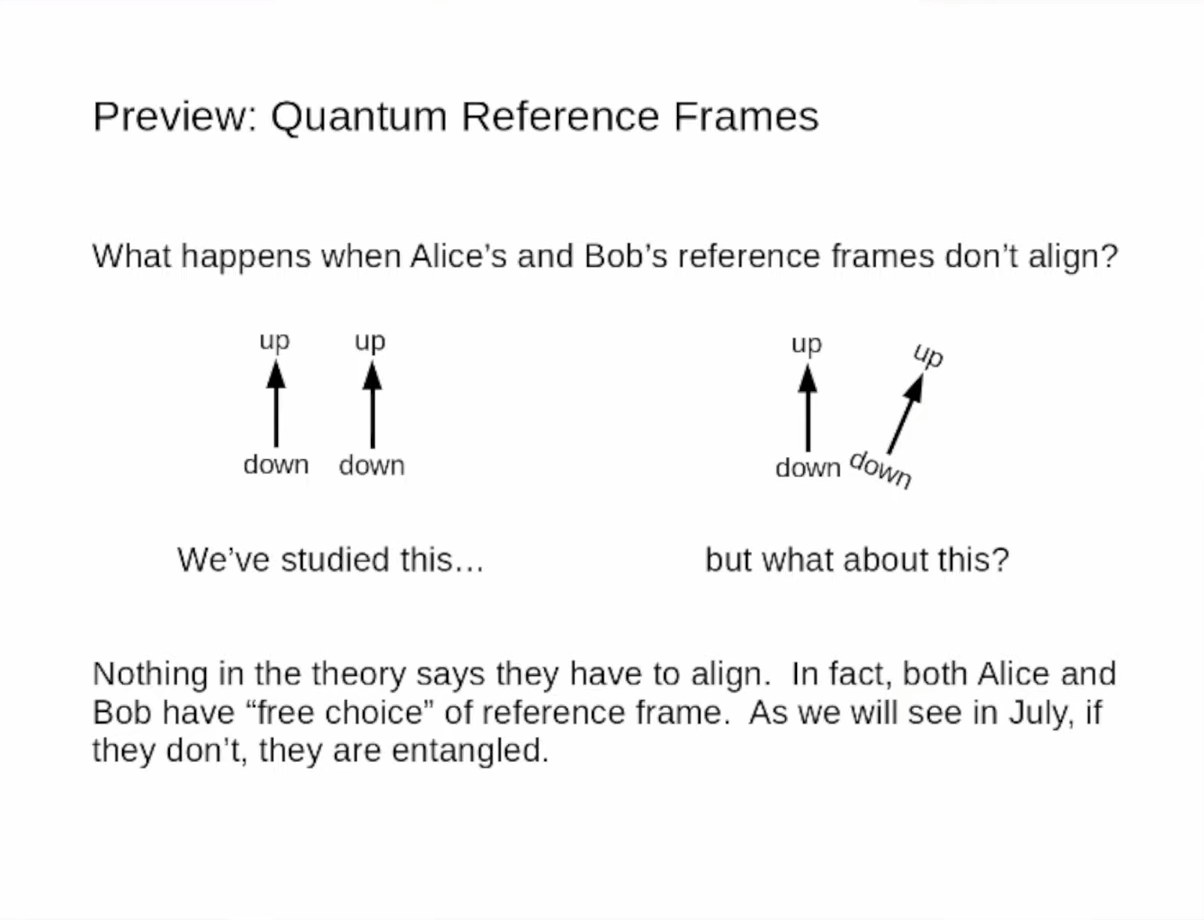 Preview: Quantum Reference Frames
What happens when Alice’s and Bob’s reference frames don’t align?
up up
down down
up up
down down
We’ve studied this…
but what about this?
Nothing in the theory says they have to align.  In fact, both Alice and
Bob have “free choice” of reference frame.  As we will see in July, if
they don’t, they are entangled.